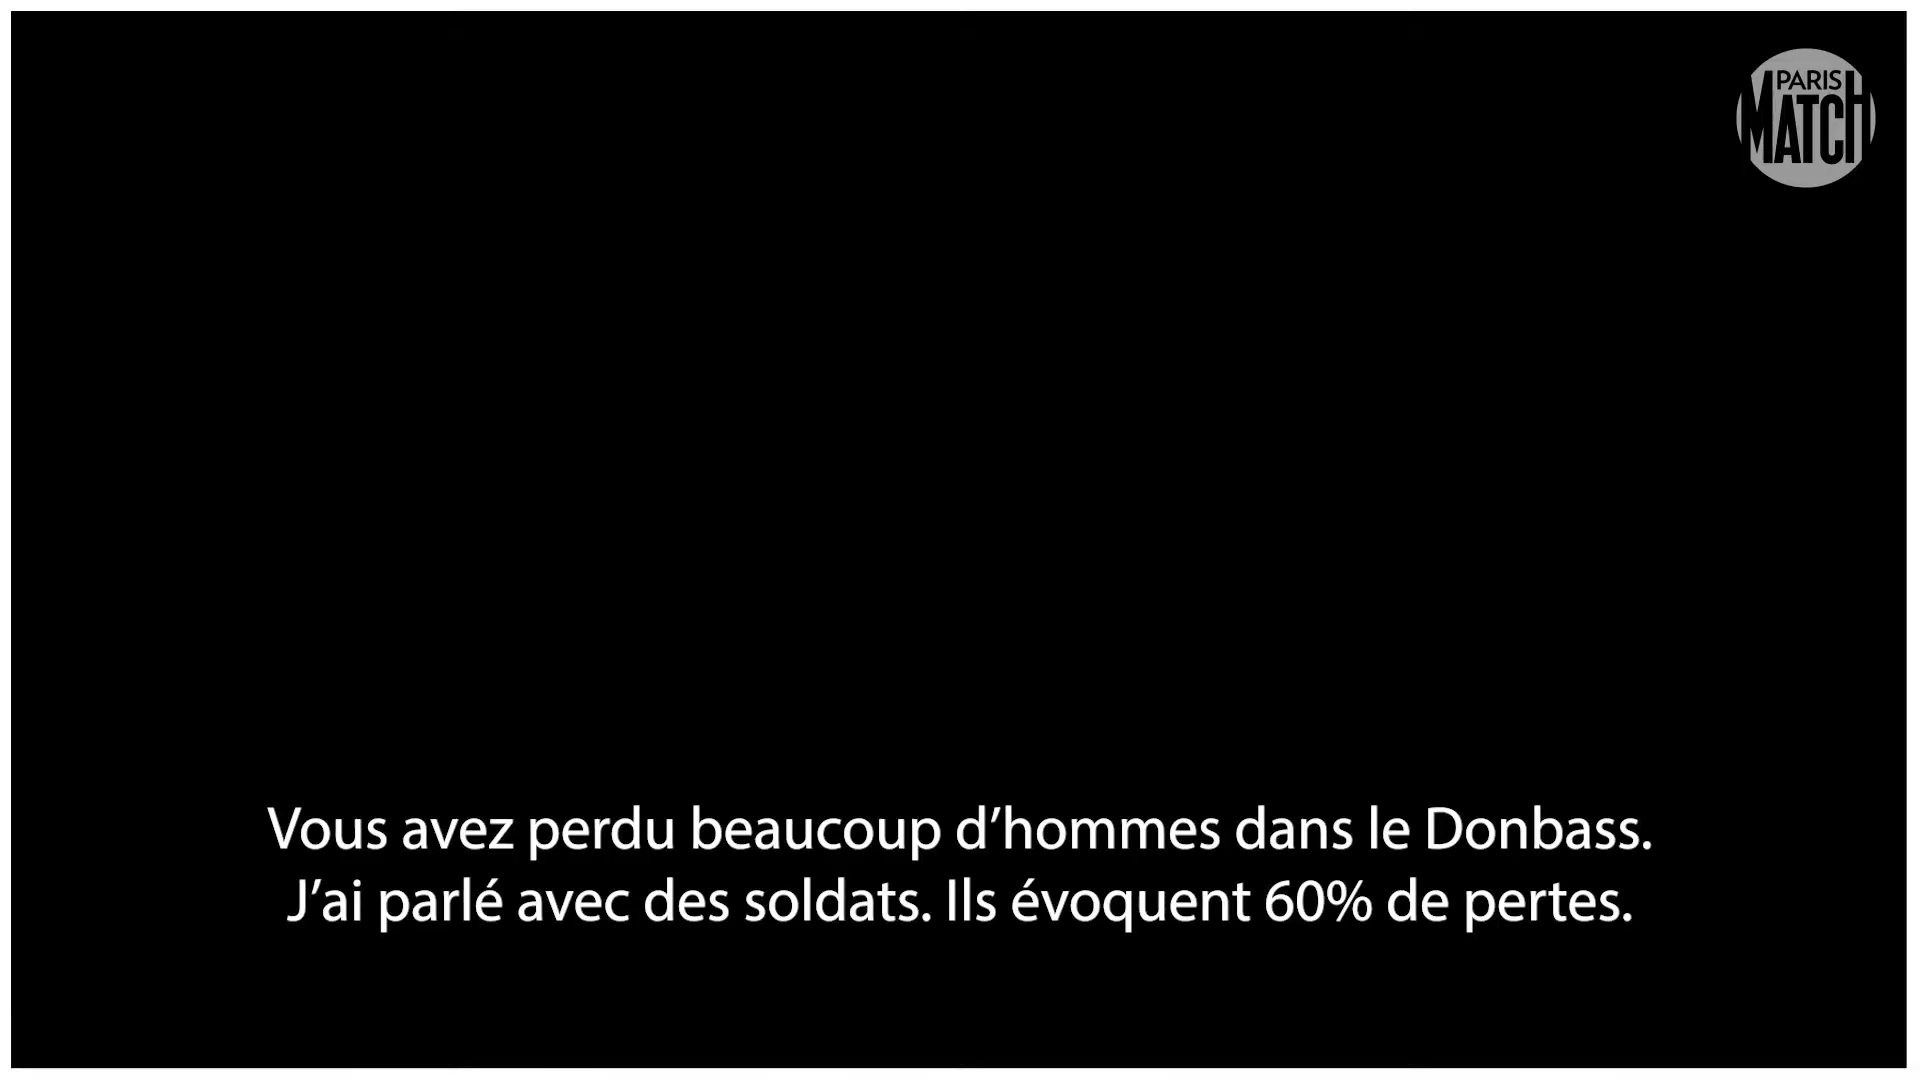 PARIS
MATCH
Vous avez perdu beaucoup d’hommes dans le Donbass.
J’ai parlé avec des soldats. Ils évoquent 60% de pertes.